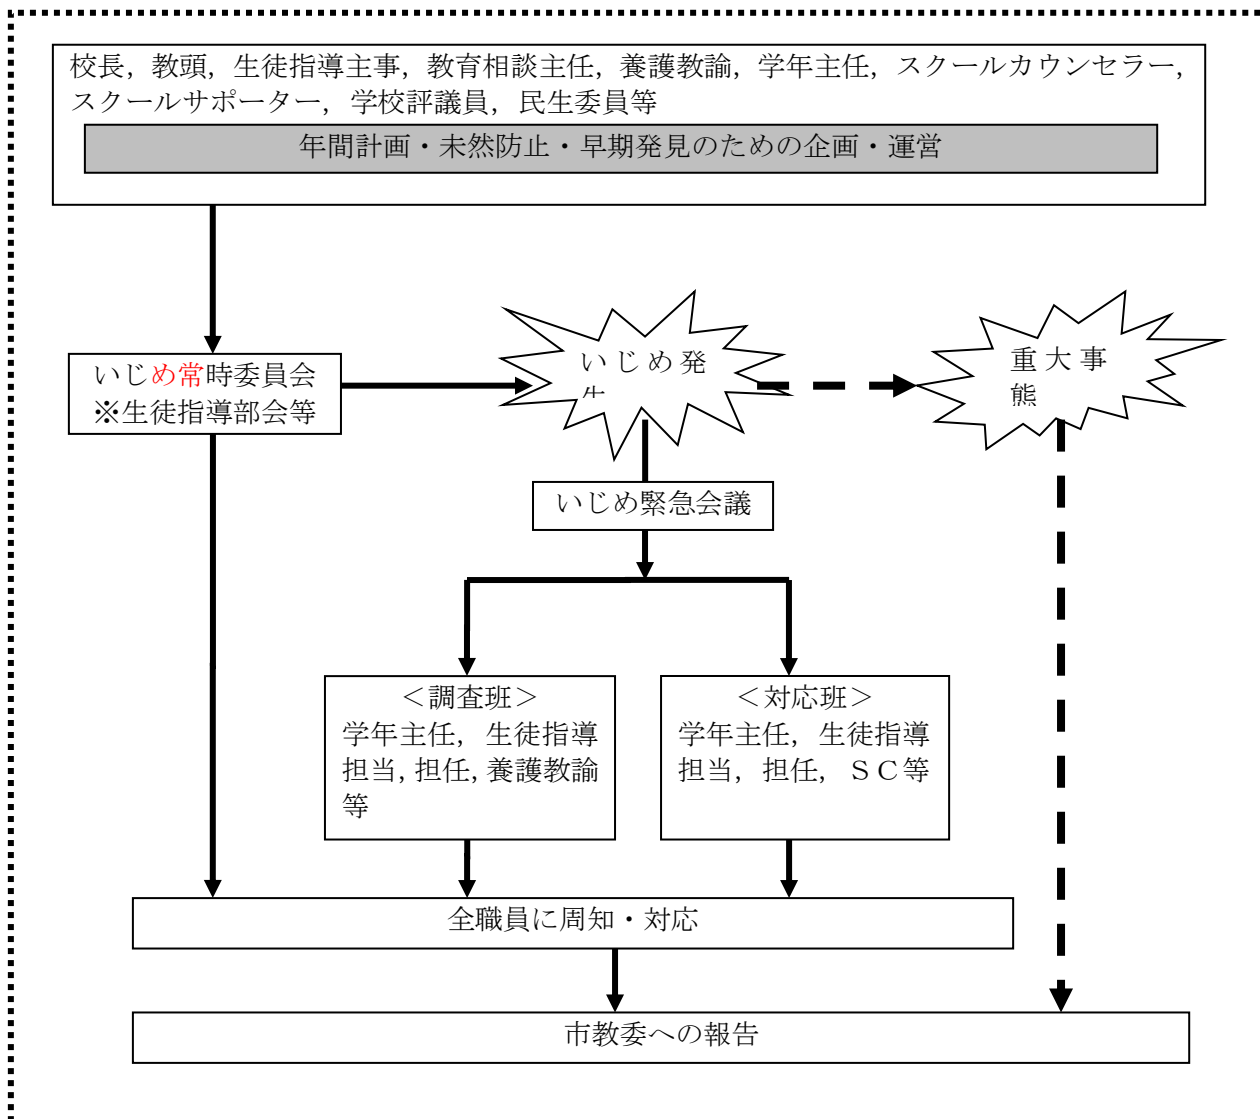 校長，教頭，生徒指導主事，教育相談主任，養護教諭，学年主任，スクールカウンセラー，
スクールサポーター，学校評議員，民生委員等
年間計画・未然防止・早期発見のための企画・運営
いじめ常時委員会
※生徒指導部会等
いじめ発
重大事
態
いじめ緊急会議
＜調査班＞
学年主任，生徒指導
担当，担任，養護教諭
等
＜対応班＞
学年主任，生徒指導
担当，担任，ＳＣ等
全職員に周知・対応
市教委への報告